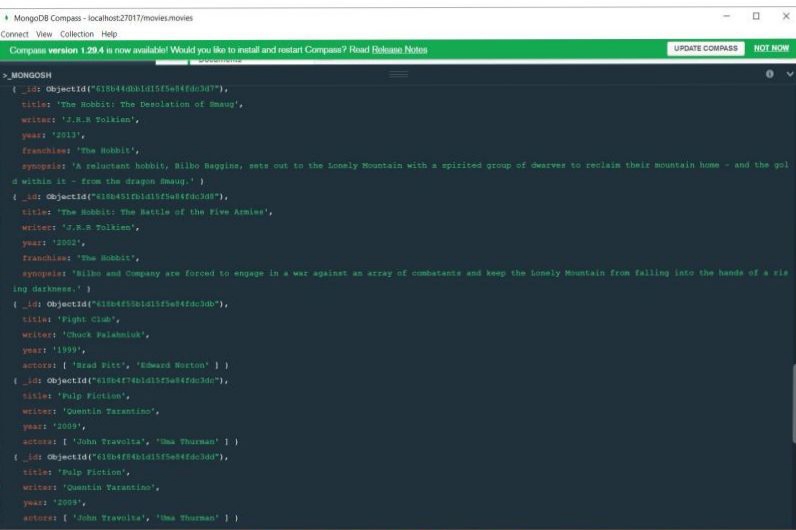 MongoDB Compass - localhost:27017/movies.movies
Connect View Collection Help
Compass version 1.29.4 is now available! Would you like to install and restart Compass? Read Release Notes
UPDATE COMPASS
NOT NOW
Documents
>_MONGOSH
{ _id: ObjectId("618b44dbb1d15f5e84fdc3d7"),
title: 'The Hobbit: The Desolation of Smaug',
writer: 'J.R.R Tolkien',
year: '2013',
franchise: 'The Hobbit',
synopsis: 'A reluctant hobbit, Bilbo Baggins, sets out to the Lonely Mountain with a spirited group of dwarves to reclaim their mountain home - and the gol
d within it - from the dragon Smaug.' }
{ _id: ObjectId("618b451fb1d15f5e84fdc3d8"),
title: 'The Hobbit: The Battle of the Five Armies',
writer: 'J.R.R Tolkien',
year: '2002',
franchise: 'The Hobbit',
synopsis: 'Bilbo and Company are forced to engage in a war against an array of combatants and keep the Lonely Mountain from falling into the hands of a ris
ing darkness.' }
{ _id: ObjectId("618b4f55b1d15f5e84fdc3db"),
title: 'Fight Club',
writer: 'Chuck Palahniuk',
year: '1999',
actors: [ 'Brad Pitt', 'Edward Norton' ] }
{ _id: ObjectId("618b4f74b1d15f5e84fdc3dc"),
title: 'Pulp Fiction',
writer: 'Quentin Tarantino',
year: '2009',
actors: [ 'John Travolta', 'Uma Thurman' ] }
{ _id: ObjectId("618b4f84b1d15f5e84fdc3dd"),
title: 'Pulp Fiction',
writer: 'Quentin Tarantino',
year: '2009',
actors: [ 'John Travolta', 'Uma Thurman' ] }